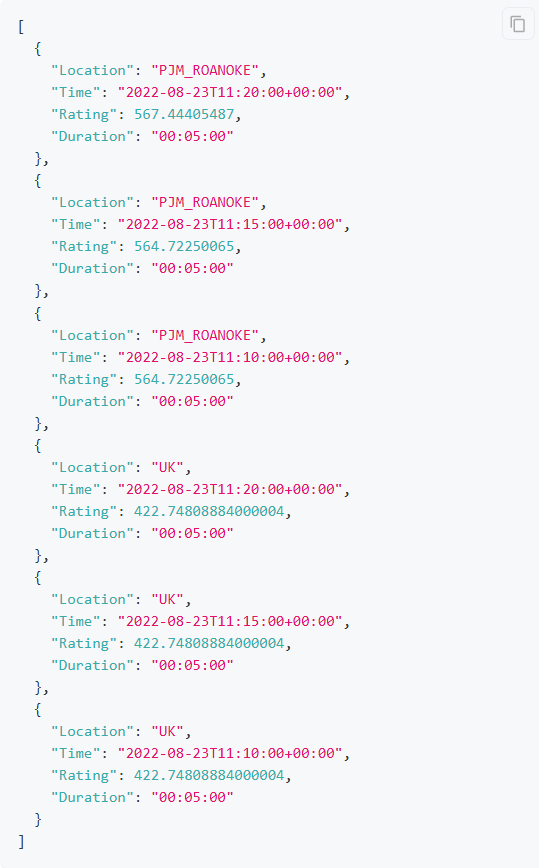 [
  {
    "Location": "PJM_ROANOKE",
    "Time": "2022-08-23T11:20:00+00:00",
    "Rating": 567.44405487,
    "Duration": "00:05:00"
  },
  {
    "Location": "PJM_ROANOKE",
    "Time": "2022-08-23T11:15:00+00:00",
    "Rating": 564.72250065,
    "Duration": "00:05:00"
  },
  {
    "Location": "PJM_ROANOKE",
    "Time": "2022-08-23T11:10:00+00:00",
    "Rating": 564.72250065,
    "Duration": "00:05:00"
  },
  {
    "Location": "UK",
    "Time": "2022-08-23T11:20:00+00:00",
    "Rating": 422.74808884000004,
    "Duration": "00:05:00"
  },
  {
    "Location": "UK",
    "Time": "2022-08-23T11:15:00+00:00",
    "Rating": 422.74808884000004,
    "Duration": "00:05:00"
  },
  {
    "Location": "UK",
    "Time": "2022-08-23T11:10:00+00:00",
    "Rating": 422.74808884000004,
    "Duration": "00:05:00"
  }
]